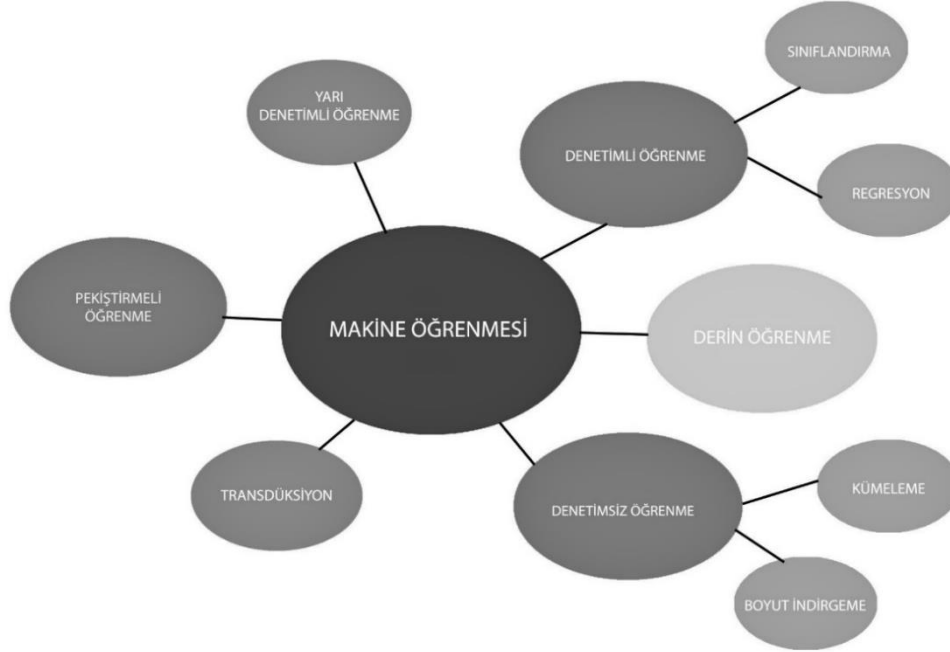 SINIFLANDIRMA
YARI
DENETİMLİ ÖĞRENME
DENETİMLİ ÖĞRENME
REGRESYON
PEKİŞTİRMELİ
ÖĞRENME
MAKİNE ÖĞRENMESİ
DERİN ÖĞRENME
TRANSDÜKSİYON
DENETİMSİZ ÖĞRENME
KÜMELEME
BOYUT İNDİRGEME